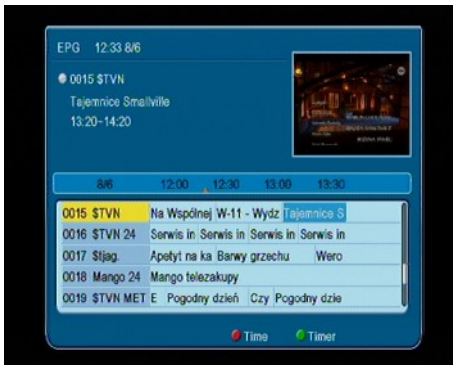 EPG 12:33 8/6
0015 $TVN
Tajemnice Smallville
13:20~14:20
8/6 12:00 12:30 13:00 13:30
0015 $TVN Na Wspólnej W-11 - Wydz Tajemnice S
0016 $TVN 24 Serwis in Serwis in Serwis in Serwis in
0017 $tjag. Apetyt na ka Barwy grzechu Wero
0018 Mango 24 Mango telezakupy
0019 $TVN MET E Pogodny dzień Czy Pogodny dzie
Time Timer